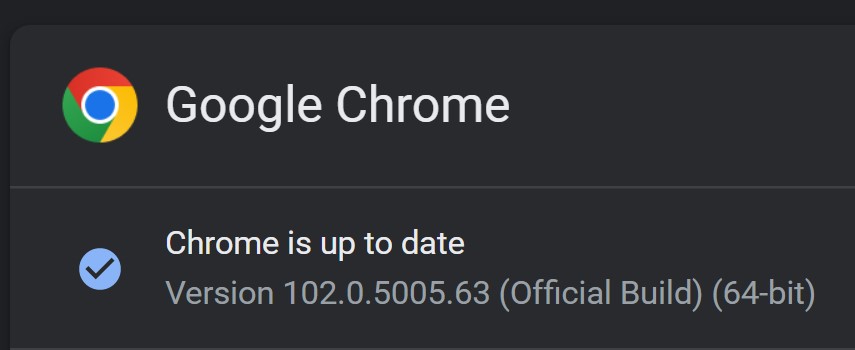 Google Chrome
Chrome is up to date
Version 102.0.5005.63 (Official Build) (64-bit)